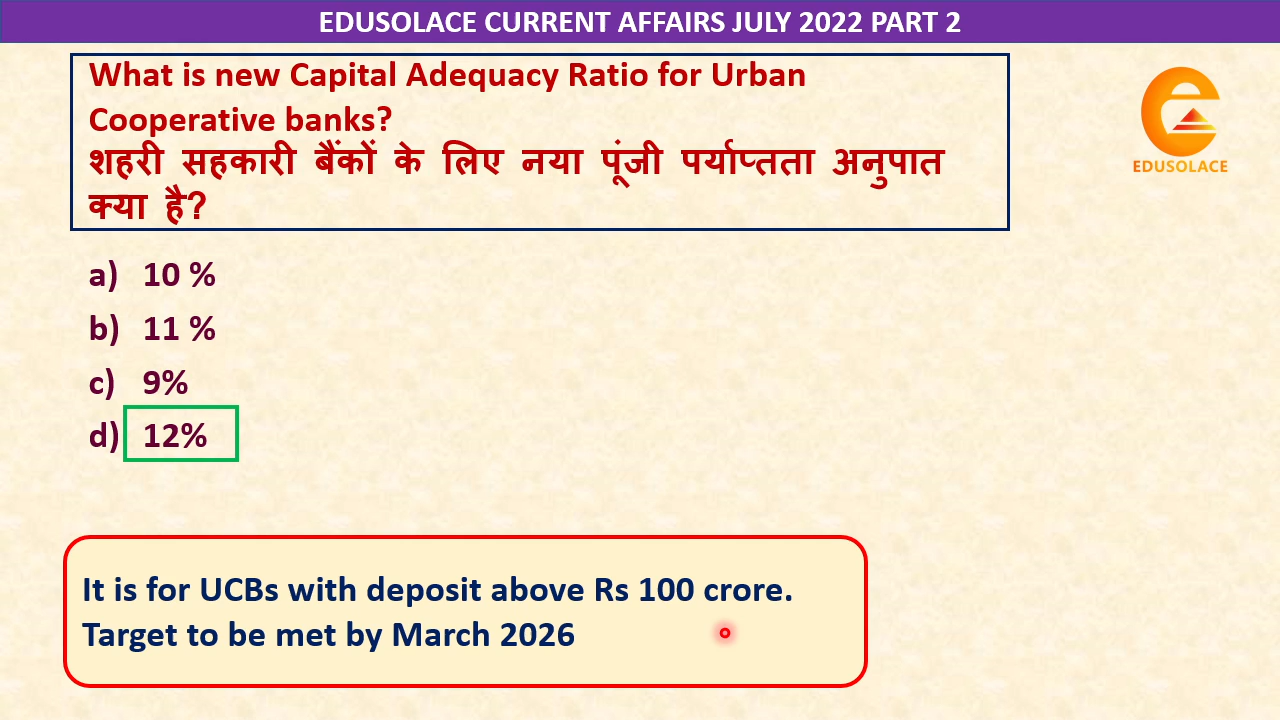 EDUSOLACE CURRENT AFFAIRS JULY 2022 PART 2
What is new Capital Adequacy Ratio for Urban
Cooperative banks?
शहरी सहकारी बैंकों के लिए नया पूंजी पर्याप्तता अनुपात
क्या है?
EDUSOLACE
a) 10 %
b) 11 %
c) 9%
d) 12%
It is for UCBs with deposit above Rs 100 crore.
Target to be met by March 2026